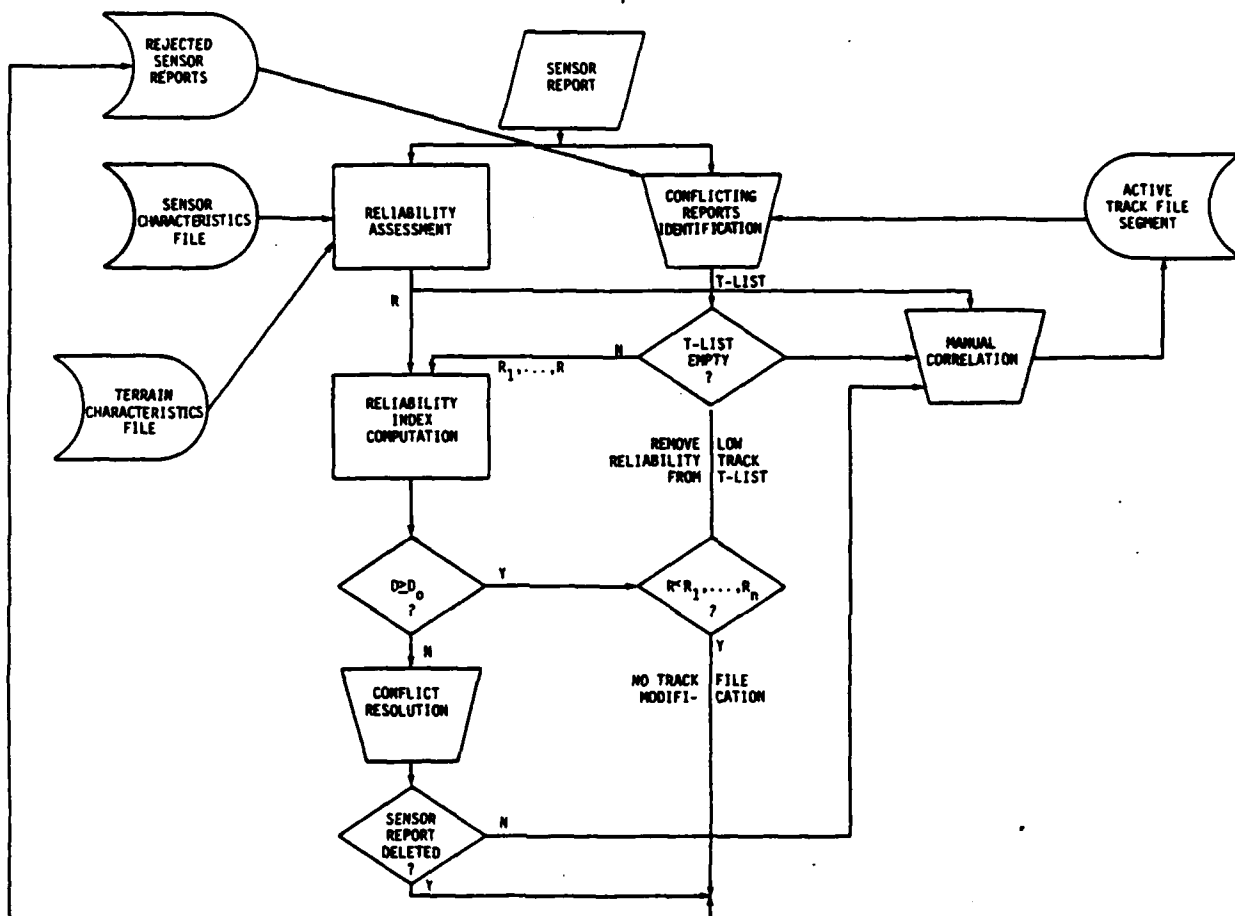 REJECTED
SENSOR
REPORTS
SENSOR
REPORT
SENSOR
CHARACTERISTICS
FILE
RELIABILITY
ASSESSMENT
CONFLICTING
REPORTS
IDENTIFICATION
ACTIVE
TRACK FILE
SEGMENT
R
T-LIST
T-LIST
EMPTY
?
N
R1,...,R
MANUAL
CORRELATION
TERRAIN
CHARACTERISTICS
FILE
RELIABILITY
INDEX
COMPUTATION
REMOVE LOW
RELIABILITY TRACK
FROM T-LIST
D≥Do
?
Y
R<R1,...,Rn
?
N
Y
CONFLICT
RESOLUTION
NO TRACK FILE
MODIFI- CATION
SENSOR
REPORT
DELETED
?
N
Y